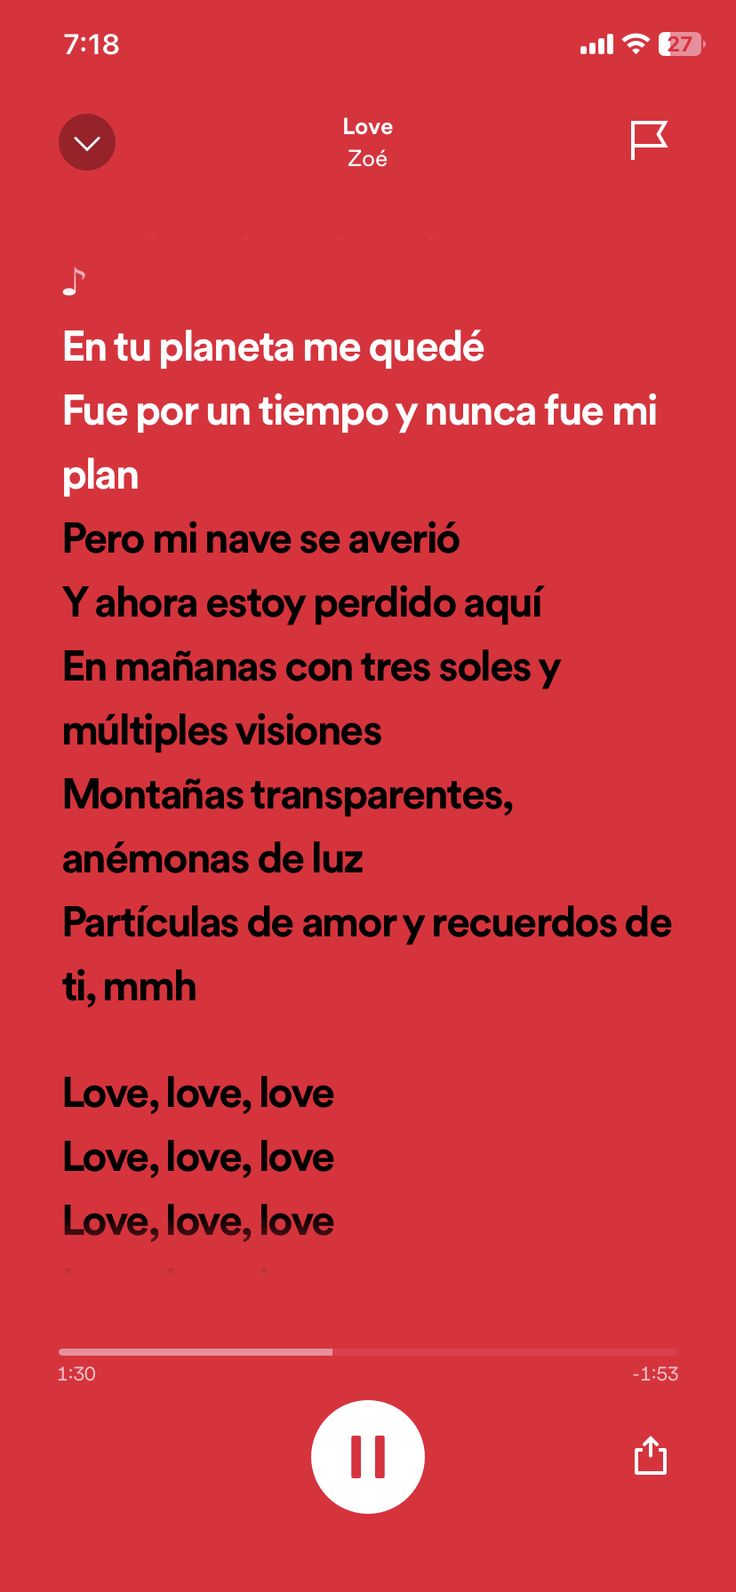 7:18
27
Love
Zoé
♪
En tu planeta me quedé
Fue por un tiempo y nunca fue mi
plan
Pero mi nave se averió
Y ahora estoy perdido aquí
En mañanas con tres soles y
múltiples visiones
Montañas transparentes,
anémonas de luz
Partículas de amor y recuerdos de
ti, mmh
Love, love, love
Love, love, love
Love, love, love
1:30
-1:53